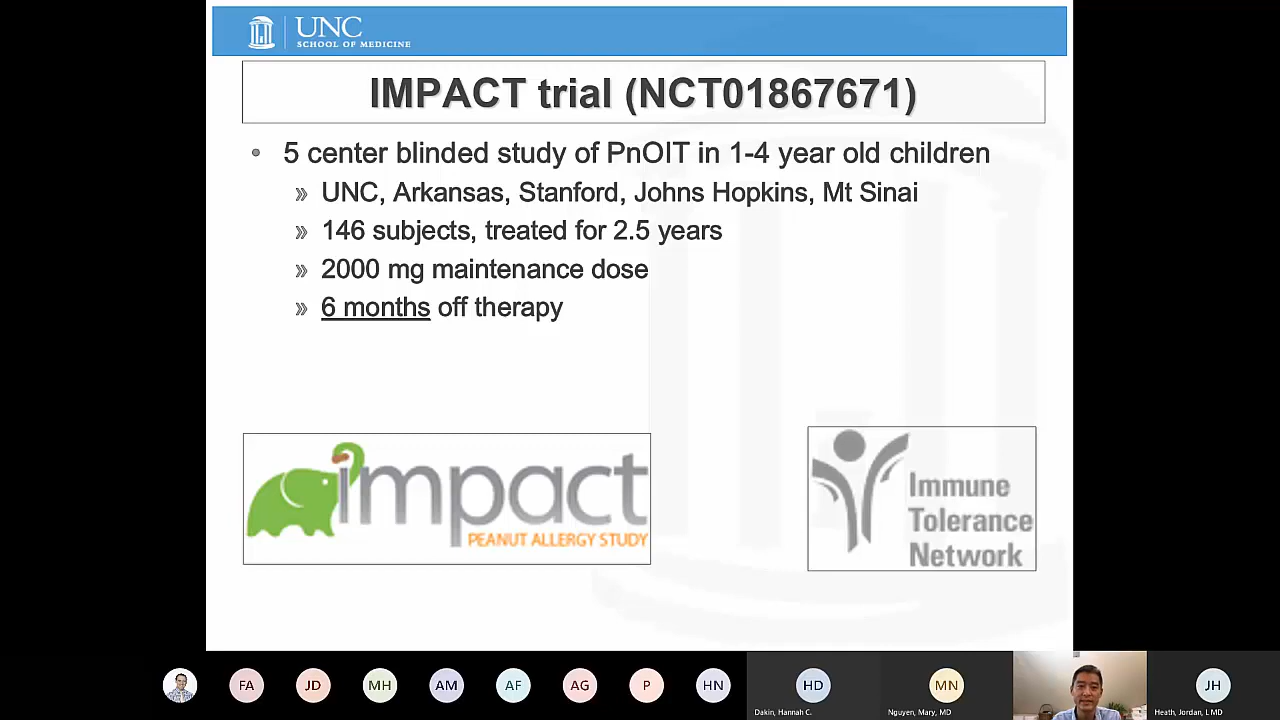 UNC
SCHOOL OF MEDICINE
IMPACT trial (NCT01867671)
• 5 center blinded study of PnOIT in 1-4 year old children
» UNC, Arkansas, Stanford, Johns Hopkins, Mt Sinai
» 146 subjects, treated for 2.5 years
» 2000 mg maintenance dose
» 6 months off therapy
impact
PEANUT ALLERGY STUDY
Immune
Tolerance
Network
FA JD MH AM AF AG P HN HD MN JH
Dakin, Hannah C. Nguyen, Mary, MD Heath, Jordan, L MD